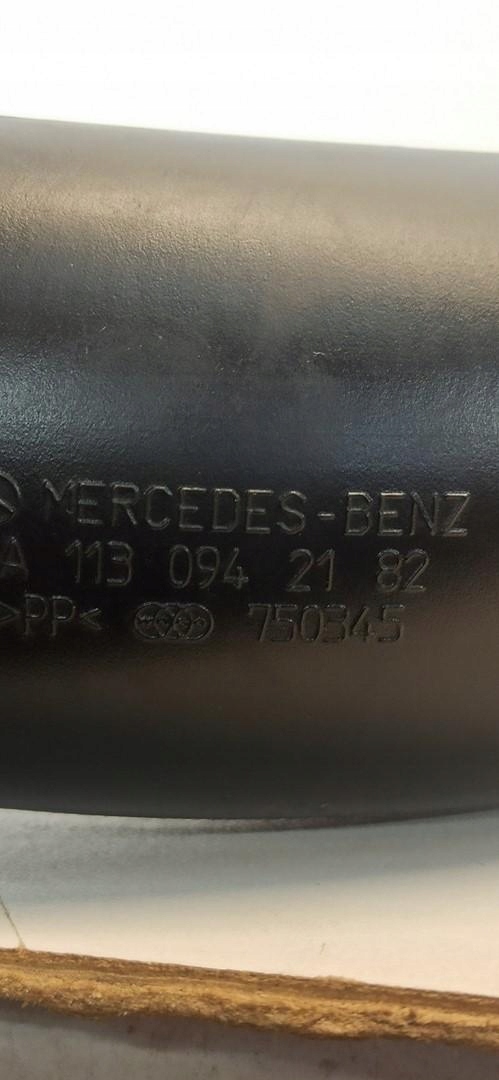 MERCEDES-BENZ
A 113 094 21 82
>PP< 750345